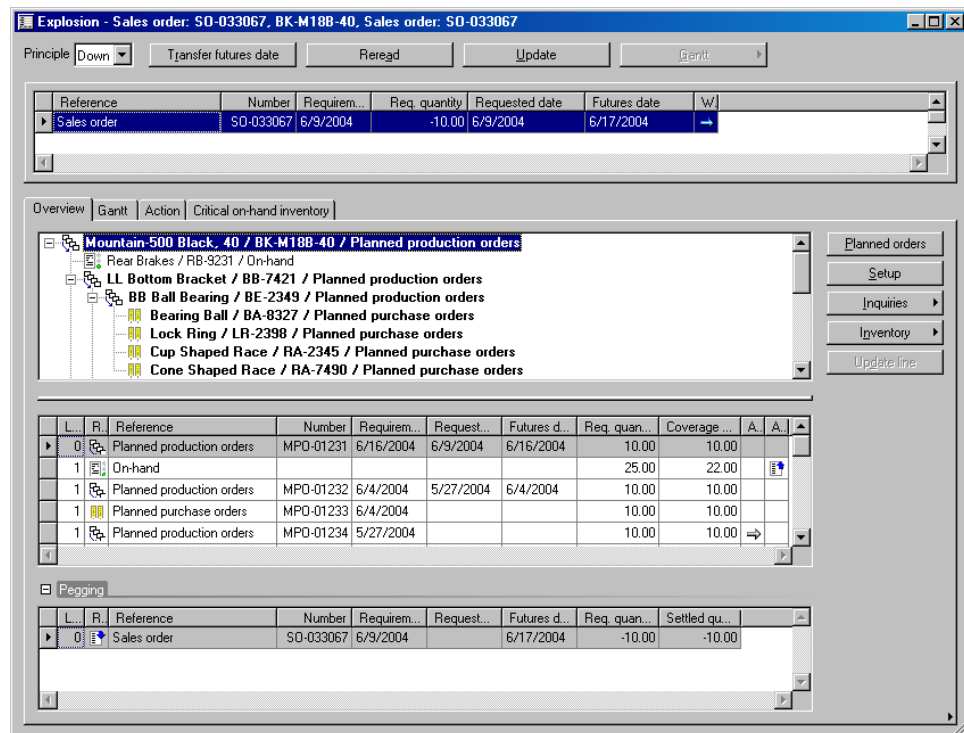 Explosion - Sales order: SO-033067, BK-M18B-40, Sales order: SO-033067
Principle Down Transfer futures date Reread Update Gantt
Reference Number Requirem... Req. quantity Requested date Futures date W.
Sales order SO-033067 6/9/2004 -10.00 6/9/2004 6/17/2004
Overview Gantt Action Critical on-hand inventory
Mountain-500 Black, 40 / BK-M18B-40 / Planned production orders
Rear Brakes / RB-9231 / On-hand
LL Bottom Bracket / BB-7421 / Planned production orders
BB Ball Bearing / BE-2349 / Planned production orders
Bearing Ball / BA-8327 / Planned purchase orders
Lock Ring / LR-2398 / Planned purchase orders
Cup Shaped Race / RA-2345 / Planned purchase orders
Cone Shaped Race / RA-7490 / Planned purchase orders
Planned orders
Setup
Inquiries
Inventory
Update line
L... R.. Reference Number Requirem... Request... Futures d... Req. quan... Coverage ... A.. A..
0 Planned production orders MPO-01231 6/16/2004 6/9/2004 6/16/2004 10.00 10.00
1 On-hand 25.00 22.00
1 Planned production orders MPO-01232 6/4/2004 5/27/2004 6/4/2004 10.00 10.00
1 Planned purchase orders MPO-01233 6/4/2004 10.00 10.00
1 Planned production orders MPO-01234 5/27/2004 10.00 10.00
Pegging
L... R.. Reference Number Requirem... Request... Futures d... Req. quan... Settled qu...
0 Sales order SO-033067 6/9/2004 6/17/2004 -10.00 -10.00